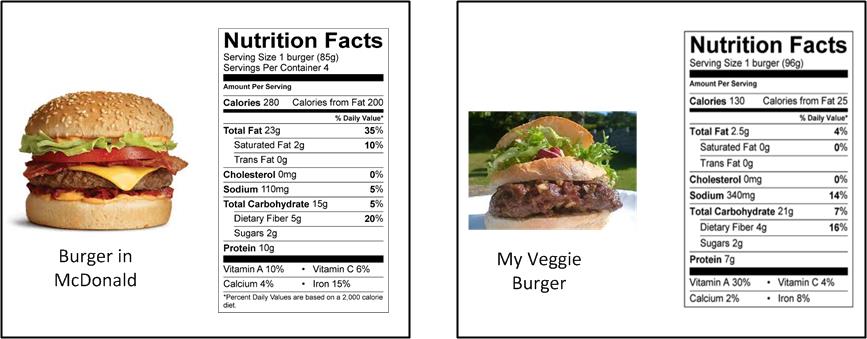 Nutrition Facts
Serving Size 1 burger (85g)
Servings Per Container 4
Amount Per Serving
Calories 280 Calories from Fat 200
% Daily Value*
Total Fat 23g 35%
Saturated Fat 2g 10%
Trans Fat 0g
Cholesterol 0mg 0%
Sodium 110mg 5%
Total Carbohydrate 15g 5%
Dietary Fiber 5g 20%
Sugars 2g
Protein 10g
Vitamin A 10% • Vitamin C 6%
Calcium 4% • Iron 15%
*Percent Daily Values are based on a 2,000 calorie
diet.
Burger in
McDonald
Nutrition Facts
Serving Size 1 burger (96g)
Amount Per Serving
Calories 130 Calories from Fat 25
% Daily Value*
Total Fat 2.5g 4%
Saturated Fat 0g 0%
Trans Fat 0g
Cholesterol 0mg 0%
Sodium 340mg 14%
Total Carbohydrate 21g 7%
Dietary Fiber 4g 16%
Sugars 2g
Protein 7g
Vitamin A 30% • Vitamin C 4%
Calcium 2% • Iron 8%
My Veggie
Burger